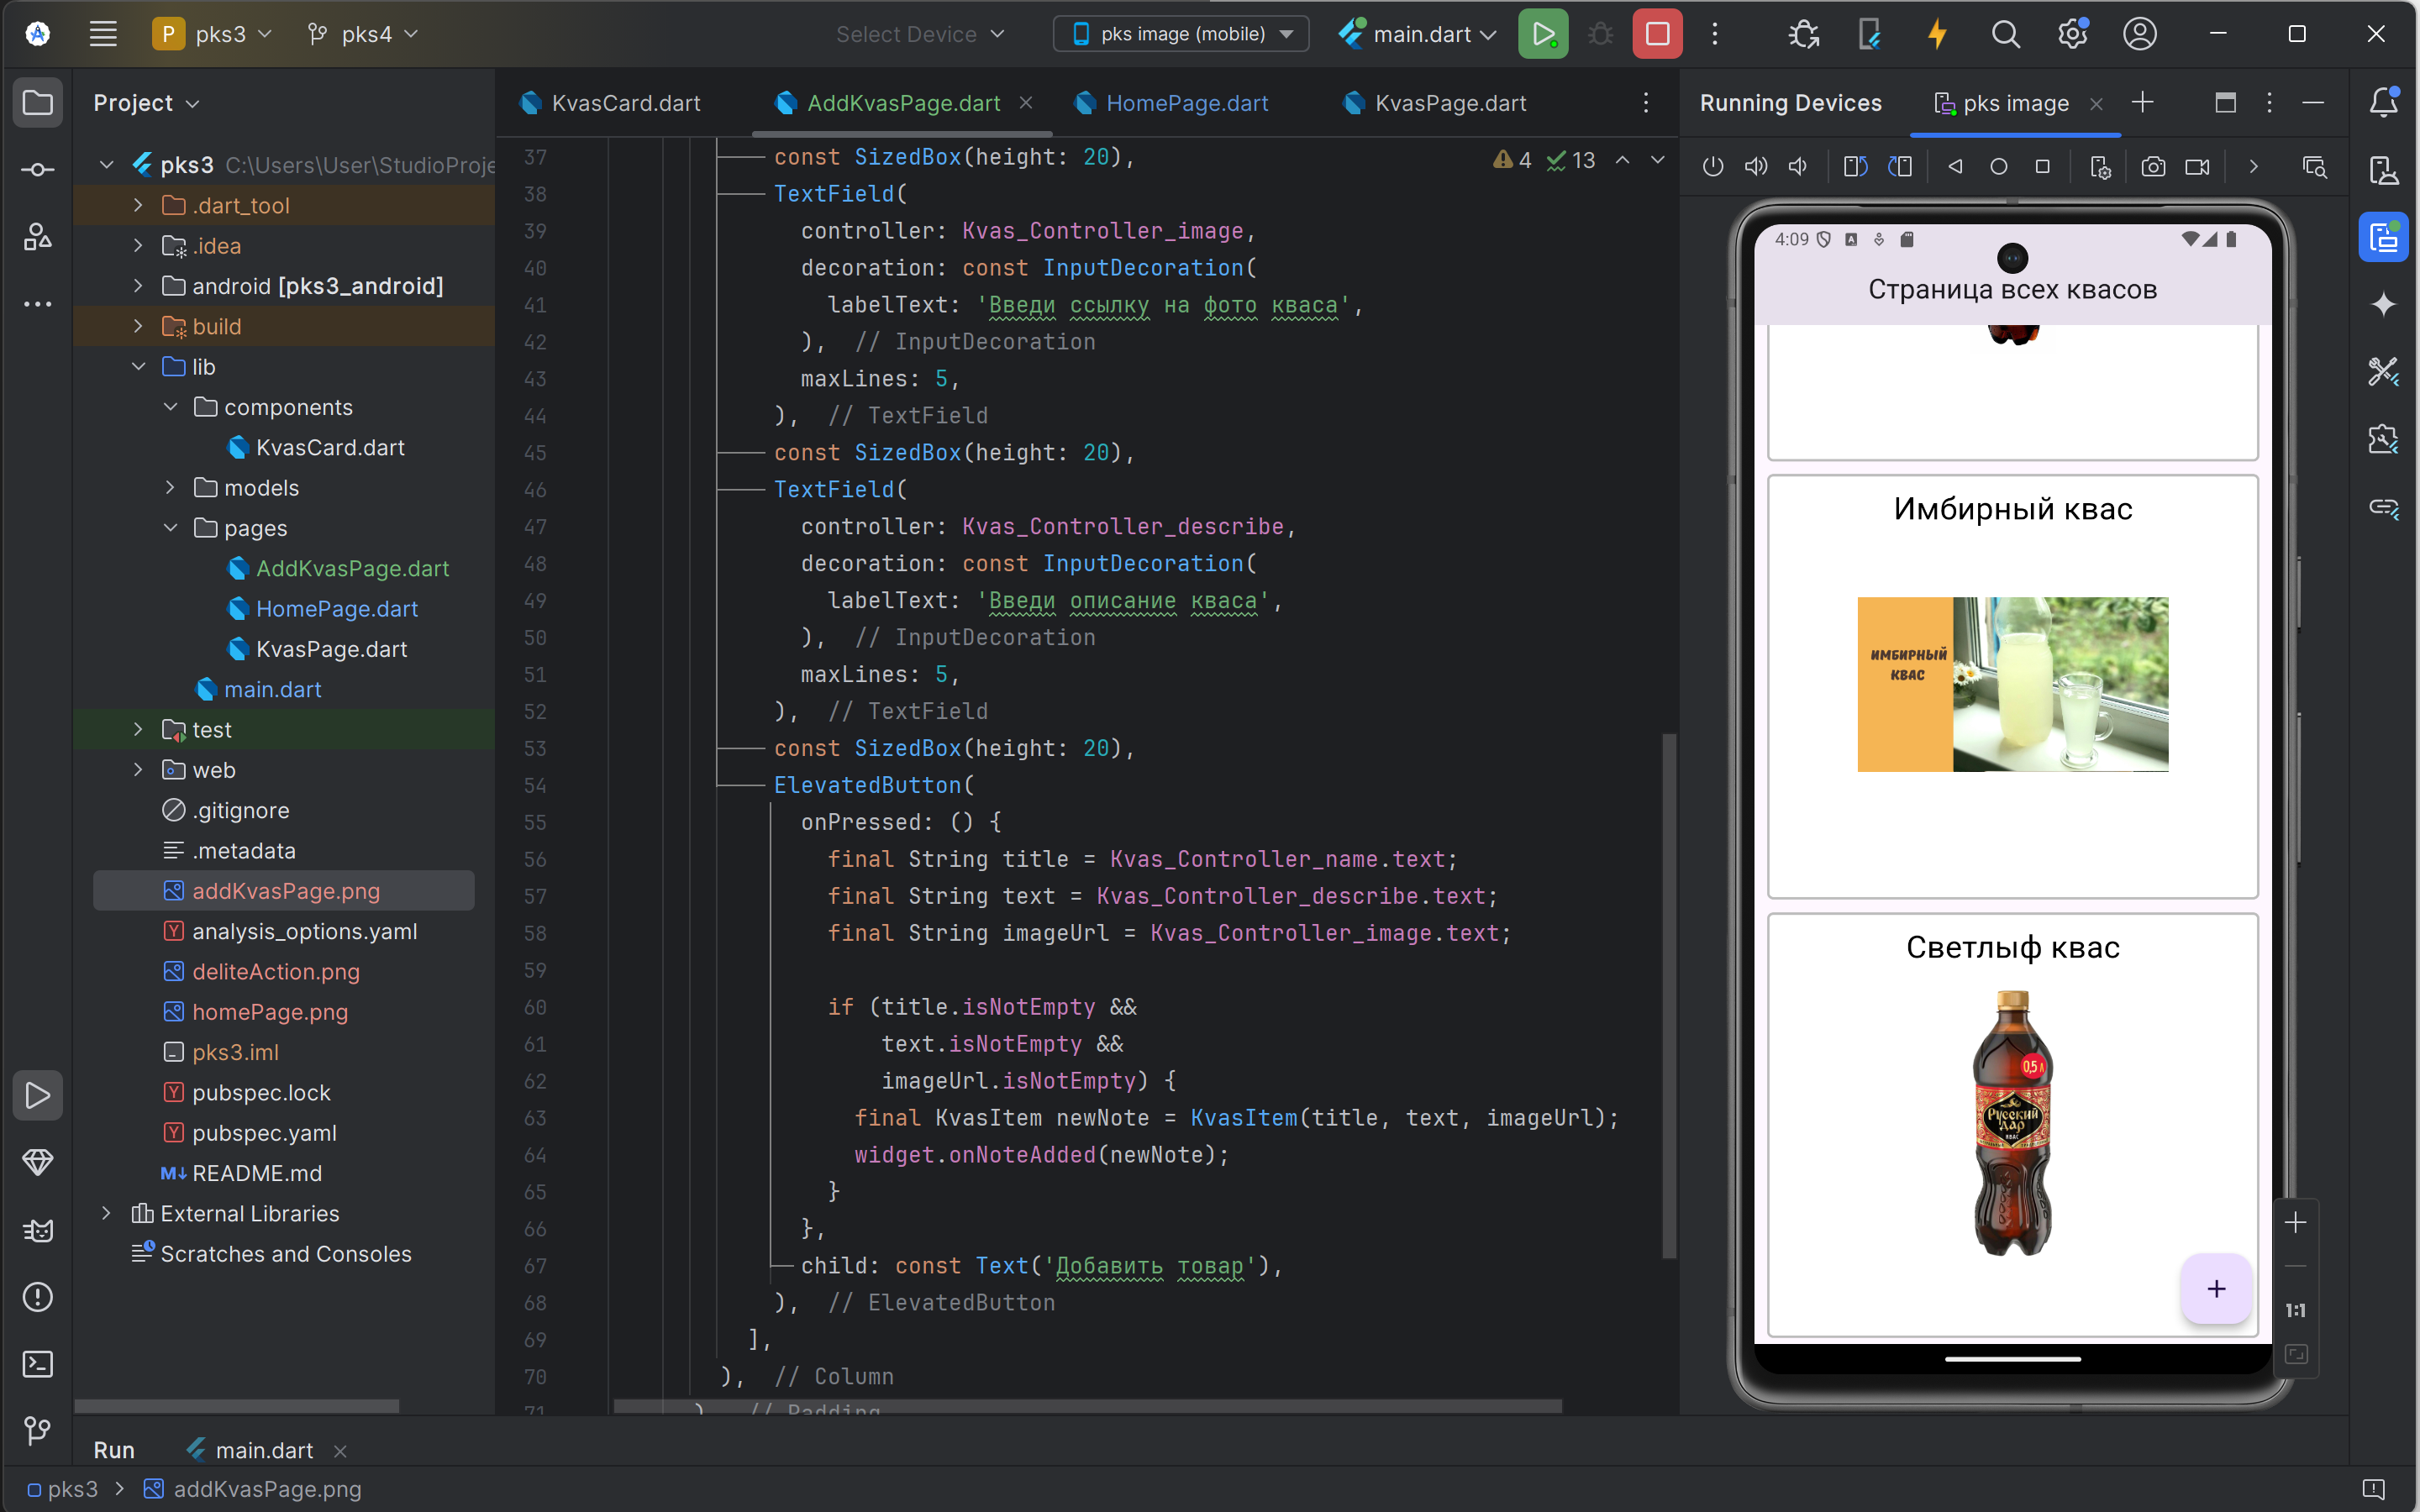 P pks3 pks4 Select Device pks image (mobile) main.dart
Project
KvasCard.dart AddKvasPage.dart HomePage.dart KvasPage.dart
Running Devices pks image
pks3 C:\Users\User\StudioProje
.dart_tool
.idea
android [pks3_android]
build
lib
components
KvasCard.dart
models
pages
AddKvasPage.dart
HomePage.dart
KvasPage.dart
main.dart
test
web
.gitignore
.metadata
addKvasPage.png
analysis_options.yaml
deliteAction.png
homePage.png
pks3.iml
pubspec.lock
pubspec.yaml
README.md
External Libraries
Scratches and Consoles
4 13
37 const SizedBox(height: 20),
38 TextField(
39 controller: Kvas_Controller_image,
40 decoration: const InputDecoration(
41 labelText: 'Введи ссылку на фото кваса',
42 ), // InputDecoration
43 maxLines: 5,
44 ), // TextField
45 const SizedBox(height: 20),
46 TextField(
47 controller: Kvas_Controller_describe,
48 decoration: const InputDecoration(
49 labelText: 'Введи описание кваса',
50 ), // InputDecoration
51 maxLines: 5,
52 ), // TextField
53 const SizedBox(height: 20),
54 ElevatedButton(
55 onPressed: () {
56 final String title = Kvas_Controller_name.text;
57 final String text = Kvas_Controller_describe.text;
58 final String imageUrl = Kvas_Controller_image.text;
59
60 if (title.isNotEmpty &&
61 text.isNotEmpty &&
62 imageUrl.isNotEmpty) {
63 final KvasItem newNote = KvasItem(title, text, imageUrl);
64 widget.onNoteAdded(newNote);
65 }
66 },
67 child: const Text('Добавить товар'),
68 ), // ElevatedButton
69 ],
70 ), // Column
71 ), // Padding
4:09
Страница всех квасов
Имбирный квас
ИМБИРНЫЙ
КВАС
Светлыф квас
0,5 л
Русский
Дар
КВАС
1:1
Run main.dart
pks3 > addKvasPage.png